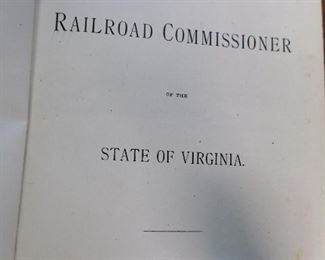 RAILROAD COMMISSIONER
OF THE
STATE OF VIRGINIA.